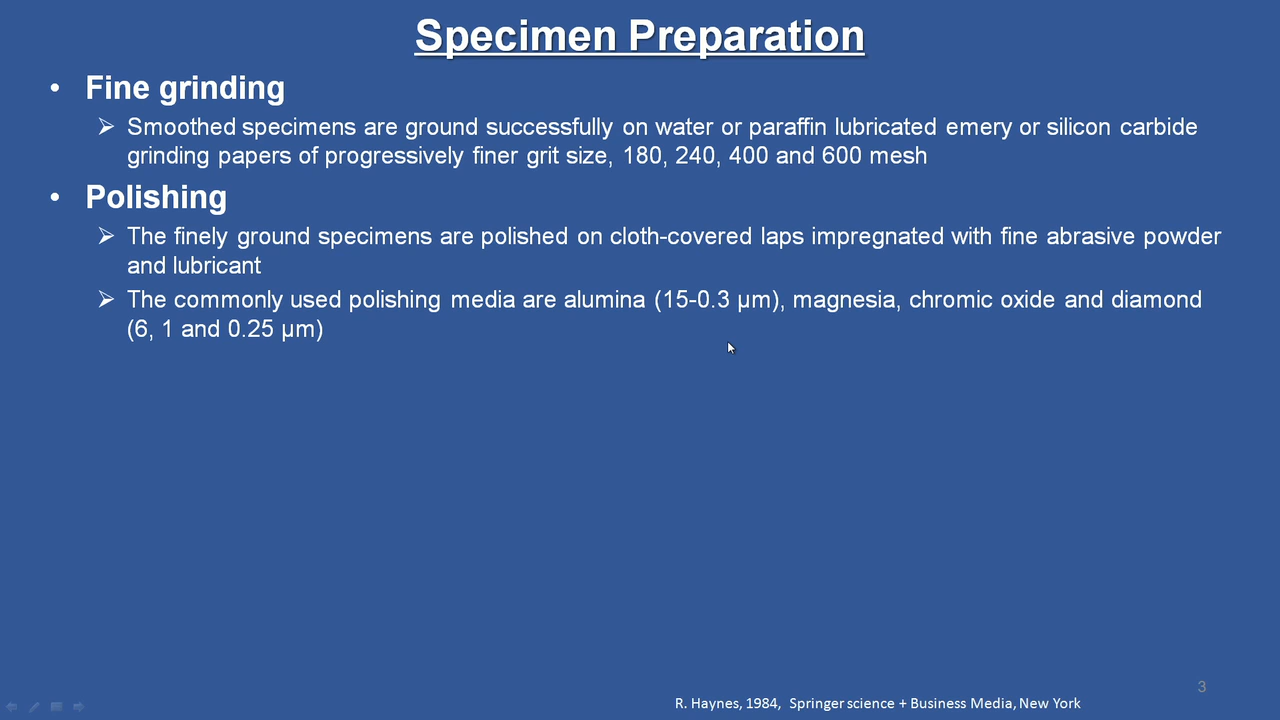 Specimen Preparation
• Fine grinding
➢ Smoothed specimens are ground successfully on water or paraffin lubricated emery or silicon carbide
grinding papers of progressively finer grit size, 180, 240, 400 and 600 mesh
• Polishing
➢ The finely ground specimens are polished on cloth-covered laps impregnated with fine abrasive powder
and lubricant
➢ The commonly used polishing media are alumina (15-0.3 µm), magnesia, chromic oxide and diamond
(6, 1 and 0.25 µm)
3
R. Haynes, 1984, Springer science + Business Media, New York